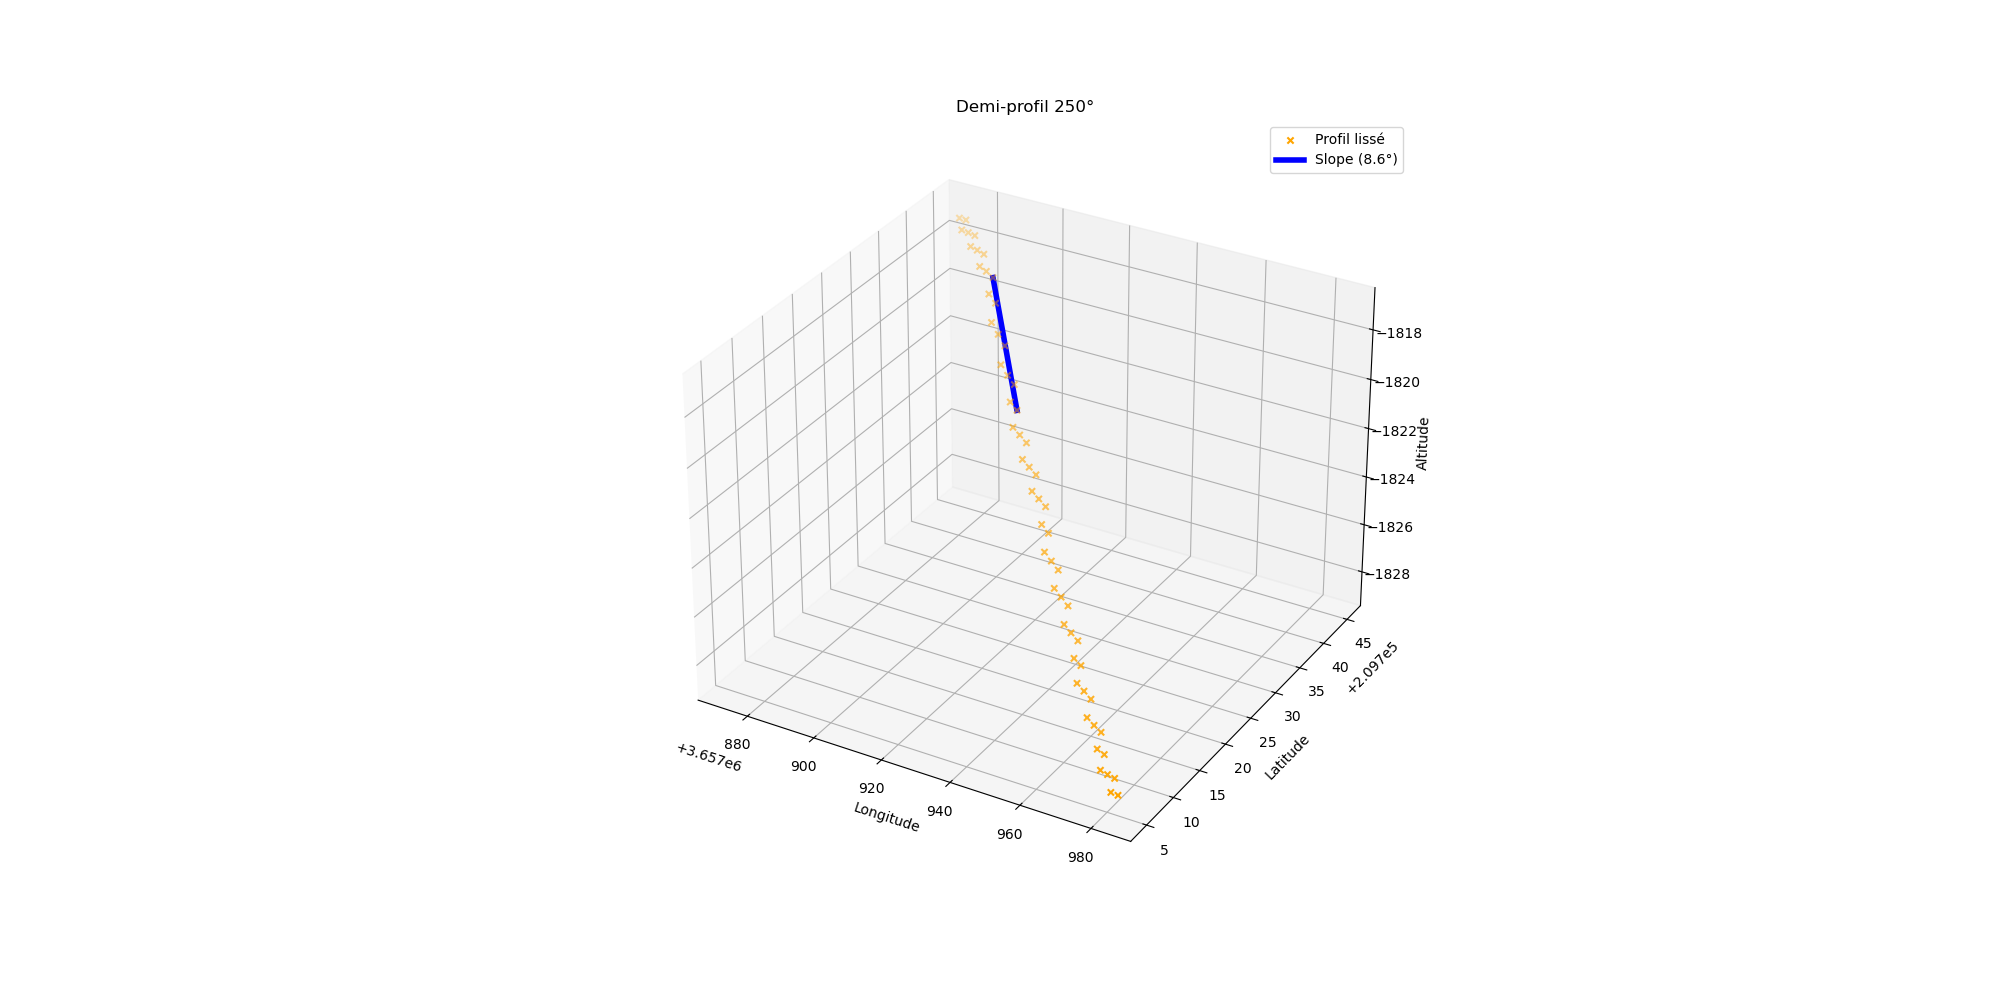 Demi-profil 250°
Profil lissé
Slope (8.6°)
−1818
−1820
−1822
−1824
−1826
−1828
Altitude
45
40
35
30
25
20
15
10
5
+2.097e5
Latitude
880
900
920
940
960
980
+3.657e6
Longitude